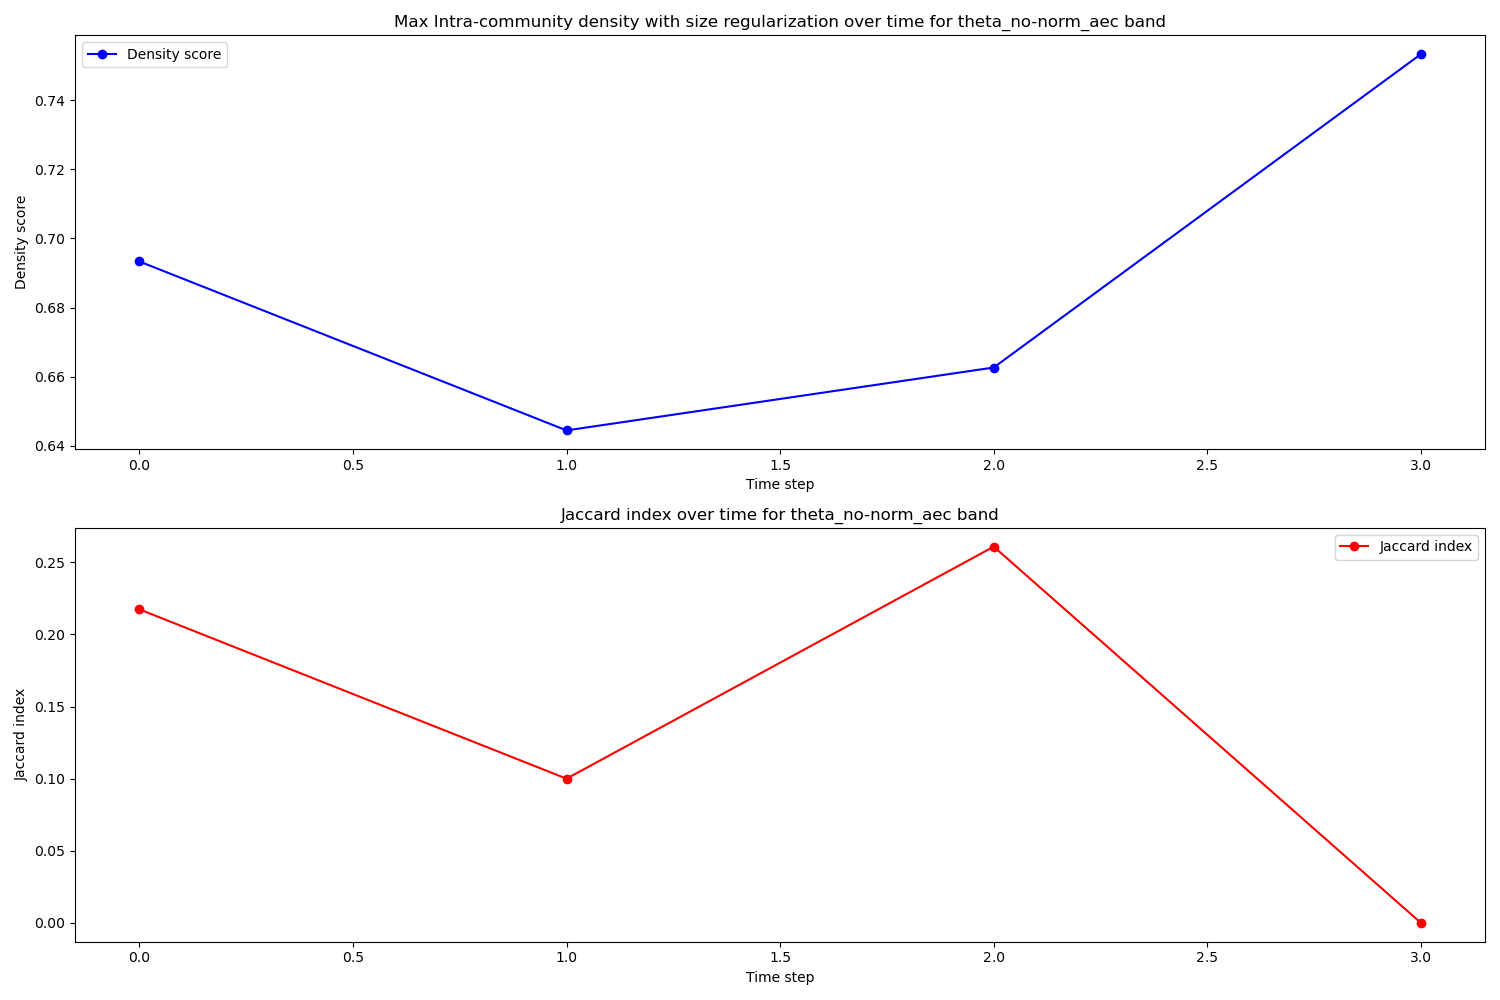 Max Intra-community density with size regularization over time for theta_no-norm_aec band
Density score
Density score
0.74
0.72
0.70
0.68
0.66
0.64
0.0 0.5 1.0 1.5 2.0 2.5 3.0
Time step
Jaccard index over time for theta_no-norm_aec band
Jaccard index
Jaccard index
0.25
0.20
0.15
0.10
0.05
0.00
0.0 0.5 1.0 1.5 2.0 2.5 3.0
Time step